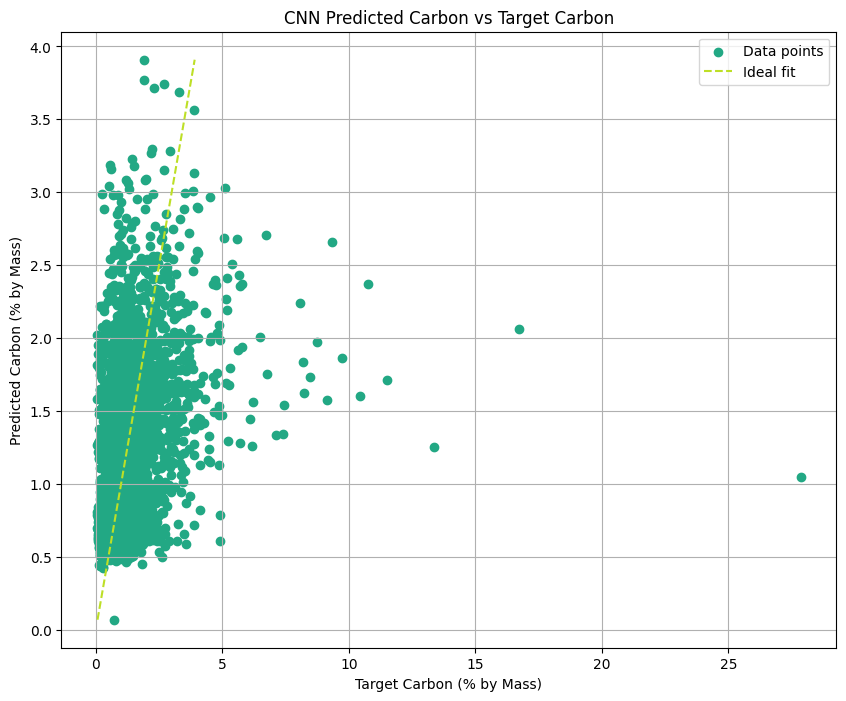 CNN Predicted Carbon vs Target Carbon
Data points
Ideal fit
4.0
3.5
3.0
2.5
2.0
1.5
1.0
0.5
0.0
Predicted Carbon (% by Mass)
0 5 10 15 20 25
Target Carbon (% by Mass)